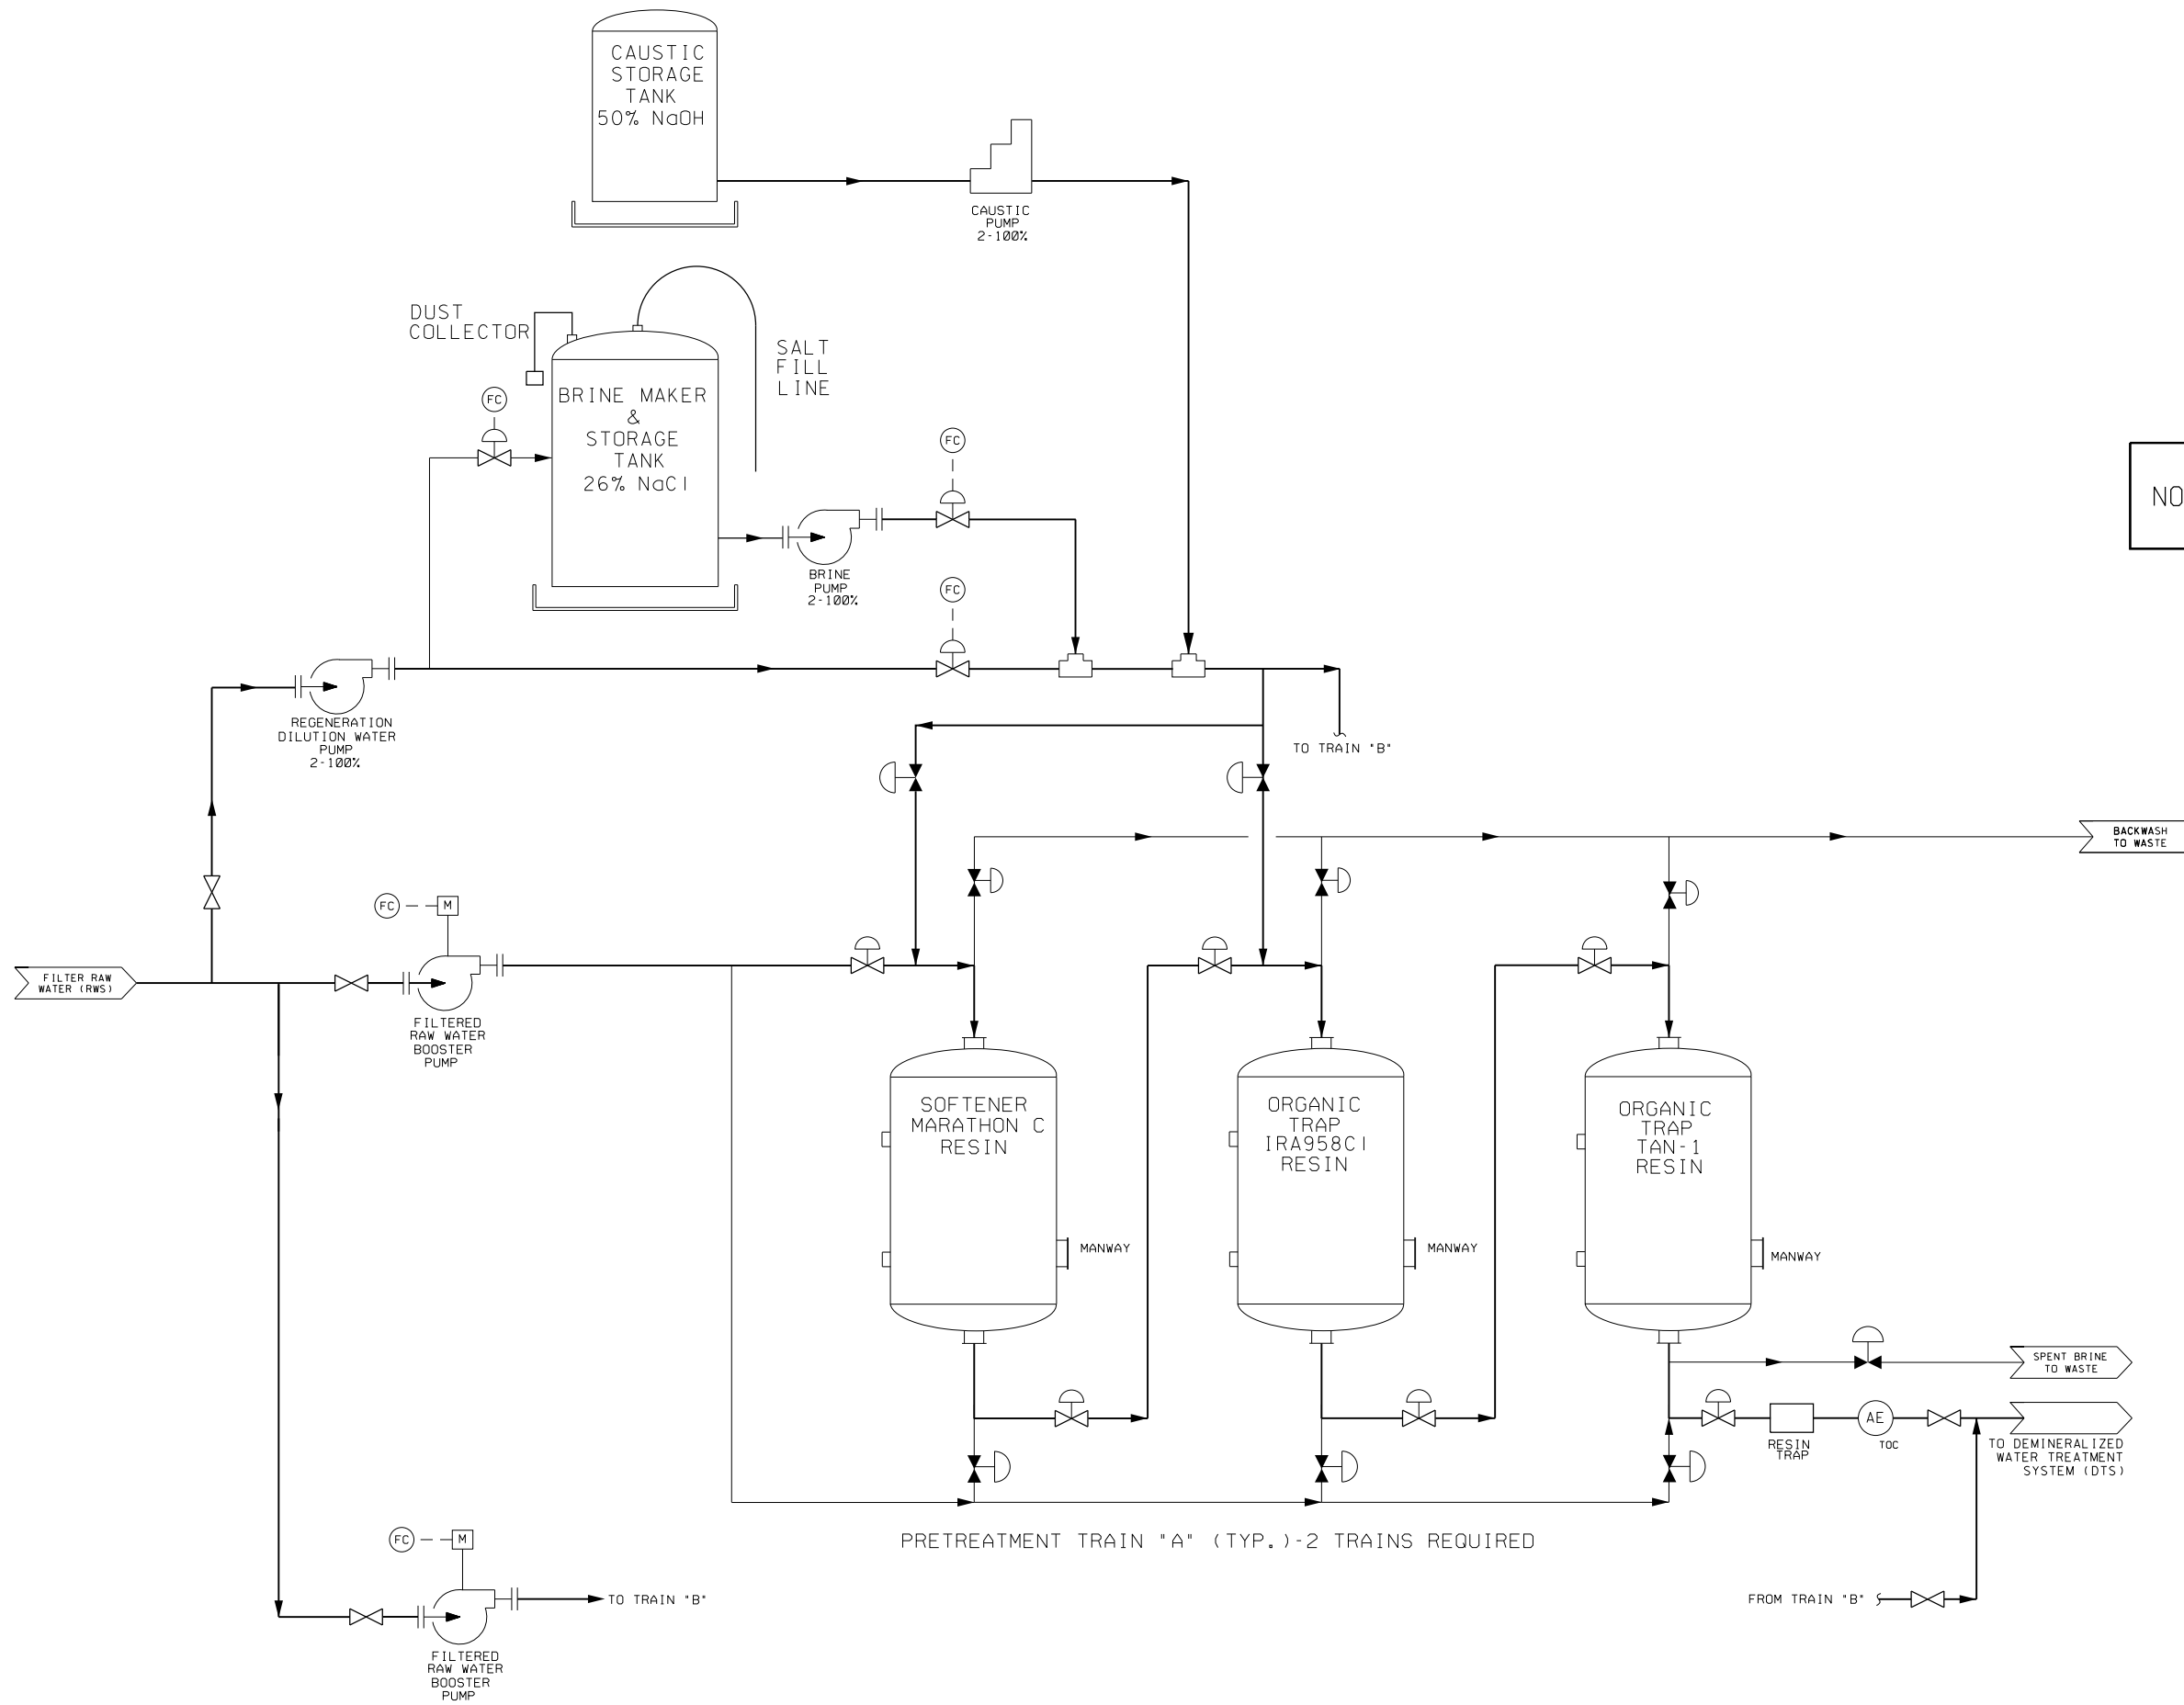 CAUSTIC
STORAGE
TANK
50% NaOH
CAUSTIC
PUMP
2-100%
DUST
COLLECTOR
SALT
FILL
LINE
FC
BRINE MAKER
&
STORAGE
TANK
26% NaCl
FC
NO
BRINE
PUMP
2-100%
FC
REGENERATION
DILUTION WATER
PUMP
2-100%
TO TRAIN "B"
BACKWASH
TO WASTE
FC
M
FILTER RAW
WATER (RWS)
FILTERED
RAW WATER
BOOSTER
PUMP
SOFTENER
MARATHON C
RESIN
ORGANIC
TRAP
IRA958Cl
RESIN
ORGANIC
TRAP
TAN-1
RESIN
MANWAY
MANWAY
MANWAY
SPENT BRINE
TO WASTE
AE
RESIN
TRAP
TOC
TO DEMINERALIZED
WATER TREATMENT
SYSTEM (DTS)
PRETREATMENT TRAIN "A" (TYP.)-2 TRAINS REQUIRED
FC
M
TO TRAIN "B"
FROM TRAIN "B"
FILTERED
RAW WATER
BOOSTER
PUMP